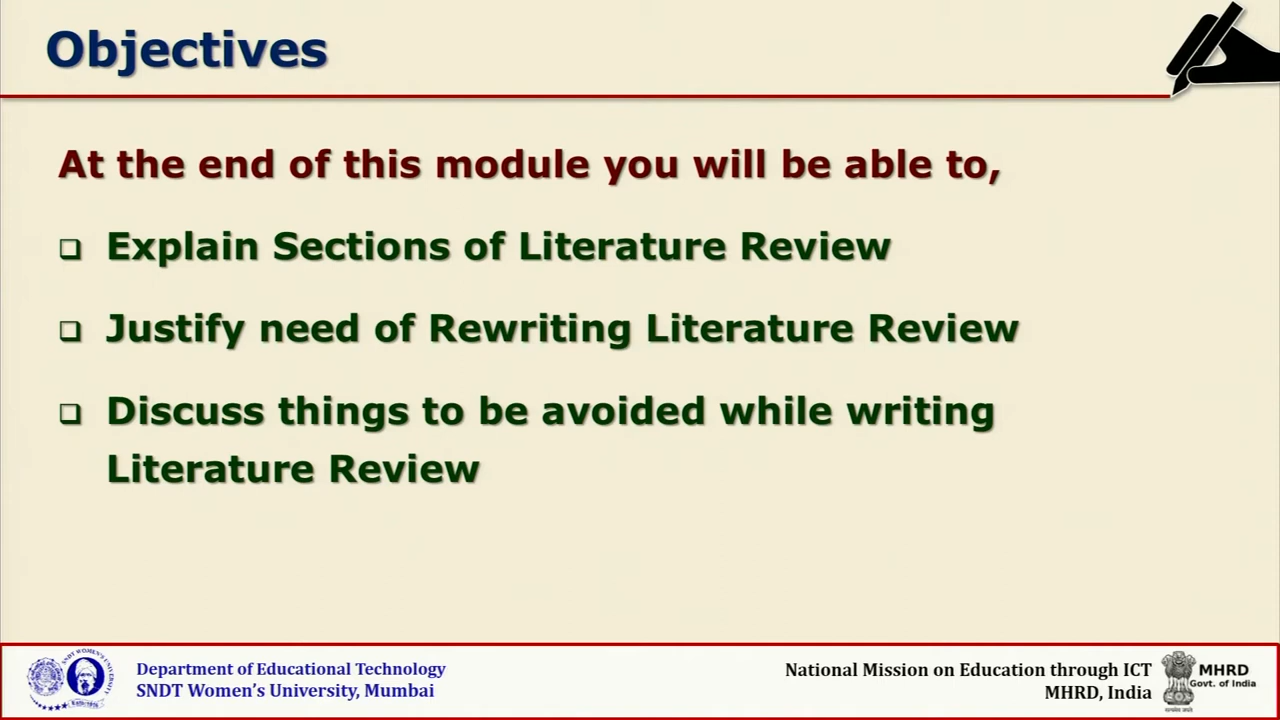 Objectives
At the end of this module you will be able to,
Explain Sections of Literature Review
Justify need of Rewriting Literature Review
Discuss things to be avoided while writing
Literature Review
Department of Educational Technology
SNDT Women's University, Mumbai
National Mission on Education through ICT
MHRD, India
MHRD
Govt. of India